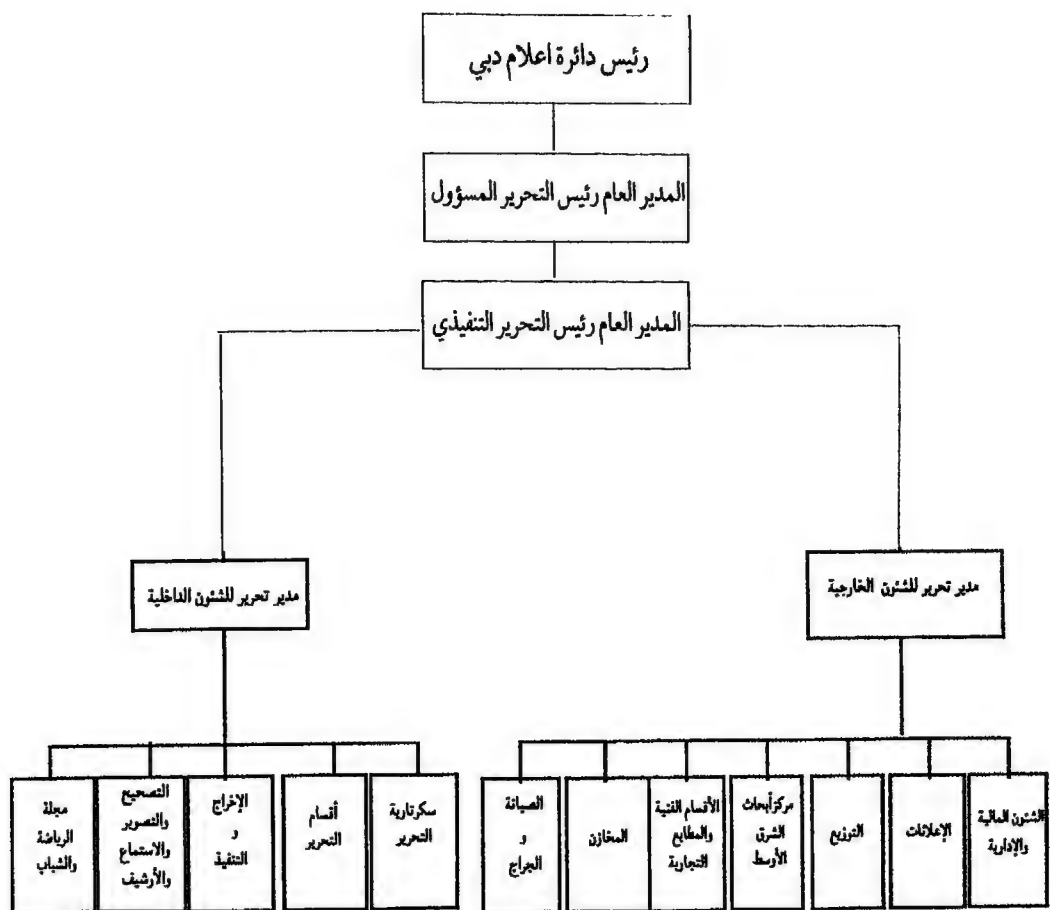 رئيس دائرة اعلام دبي
المدير العام رئيس التحرير المسؤول
المدير العام رئيس التحرير التنفيذي
مدير تحرير للشئون الخارجية
مدير تحرير للشئون الداخلية
الشئون المالية
والإدارية
الإعلانات
التوزيع
مركز أبحاث
الشرق
الأوسط
الأقسام الفنية
والمطابع
التجارية
المخازن
الصيانة
و
الجراج
سكرتارية
التحرير
أقسام
التحرير
الإخراج
و
التنفيذ
التصحيح
والتصوير
والاستماع
والأرشيف
مجلة
الرياضة
والشباب